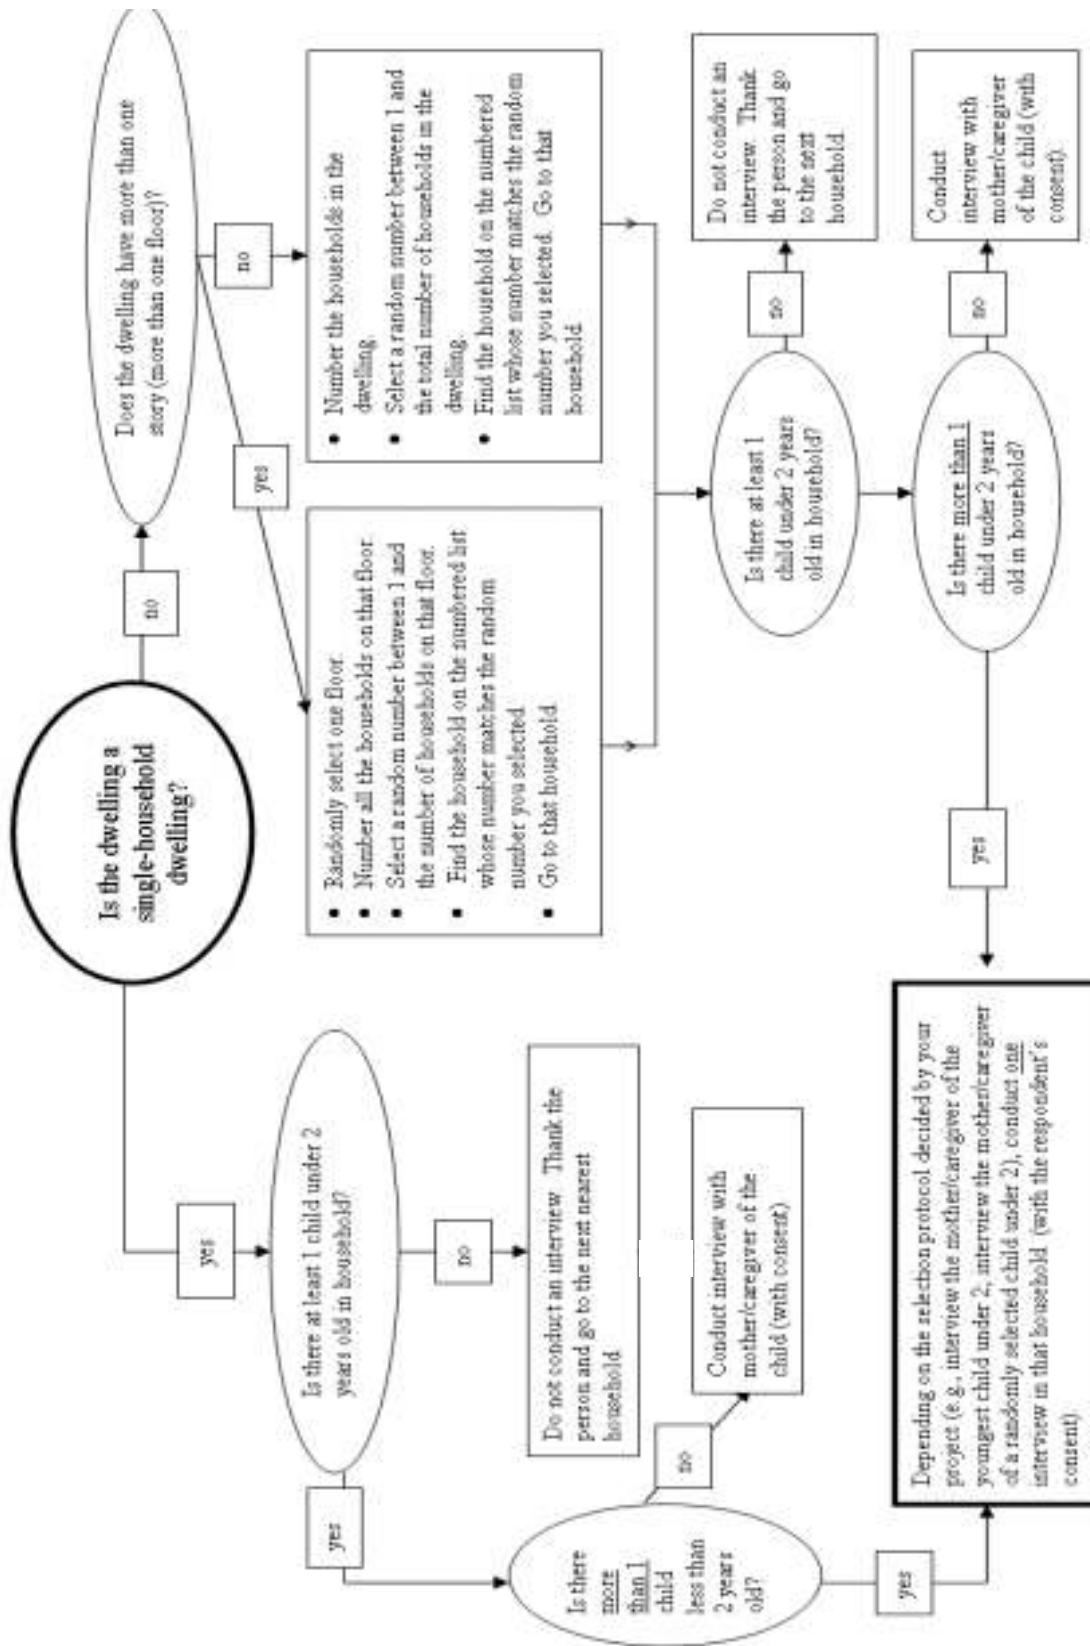 Is the dwelling a
single-household
dwelling?
yes
no
Is there at least 1 child under 2
years old in household?
Does the dwelling have more than one
story (more than one floor)?
yes
no
yes
no
Do not conduct an interview. Thank the
person and go to the next nearest
household
• Randomly select one floor.
• Number all the households on that floor.
• Select a random number between 1 and
the number of households on that floor.
• Find the household on the numbered list
whose number matches the random
number you selected
• Go to that household
• Number the households in the
dwelling.
• Select a random number between 1 and
the total number of households in the
dwelling.
• Find the household on the numbered
list whose number matches the random
number you selected. Go to that
household
Is there
more
than 1
child
less than
2 years
old?
no
Conduct interview with
mother/caregiver of the
child (with consent)
yes
Is there at least 1
child under 2 years
old in household?
no
Do not conduct an
interview. Thank
the person and go
to the next
household
Is there more than 1
child under 2 years
old in household?
no
Conduct
interview with
mother/caregiver
of the child (with
consent).
yes
Depending on the selection protocol decided by your
project (e.g., interview the mother/caregiver of the
youngest child under 2, interview the mother/caregiver
of a randomly selected child under 2), conduct one
interview in that household (with the respondent's
consent)